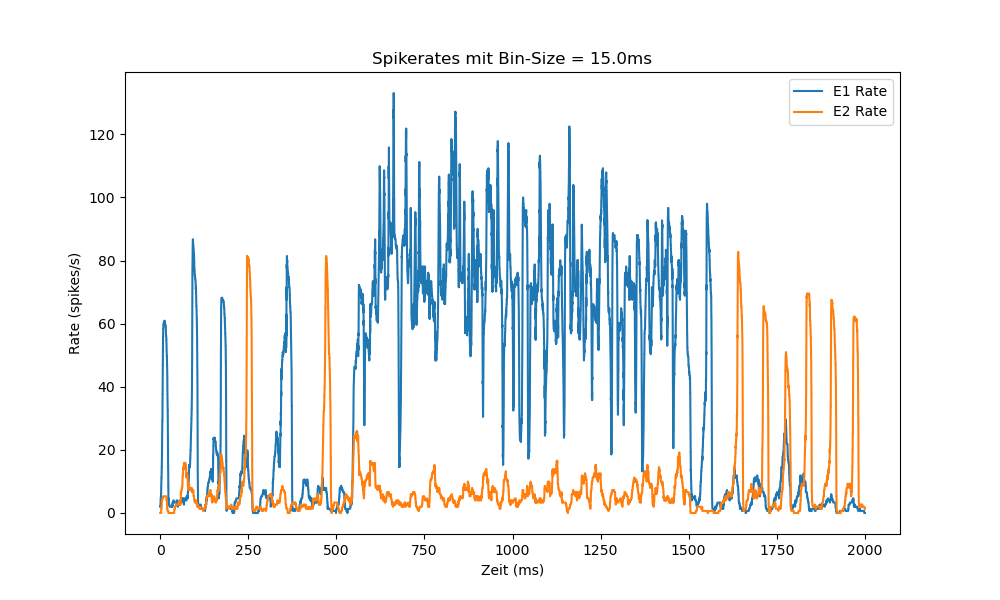 Spikerates mit Bin-Size = 15.0ms
E1 Rate
E2 Rate
120
100
80
60
40
20
0
Rate (spikes/s)
0 250 500 750 1000 1250 1500 1750 2000
Zeit (ms)